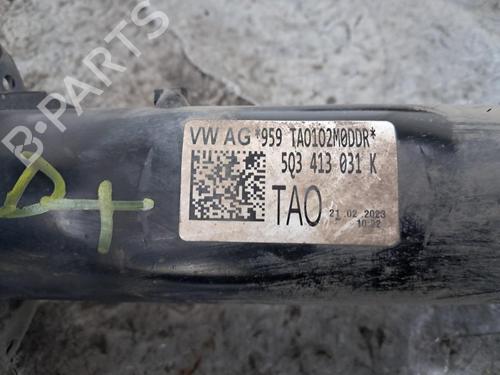 B-PARTS
VW AG *959 TAO102M0DDR*
5Q3 413 031 K
TAO 21.02.2023
10:22